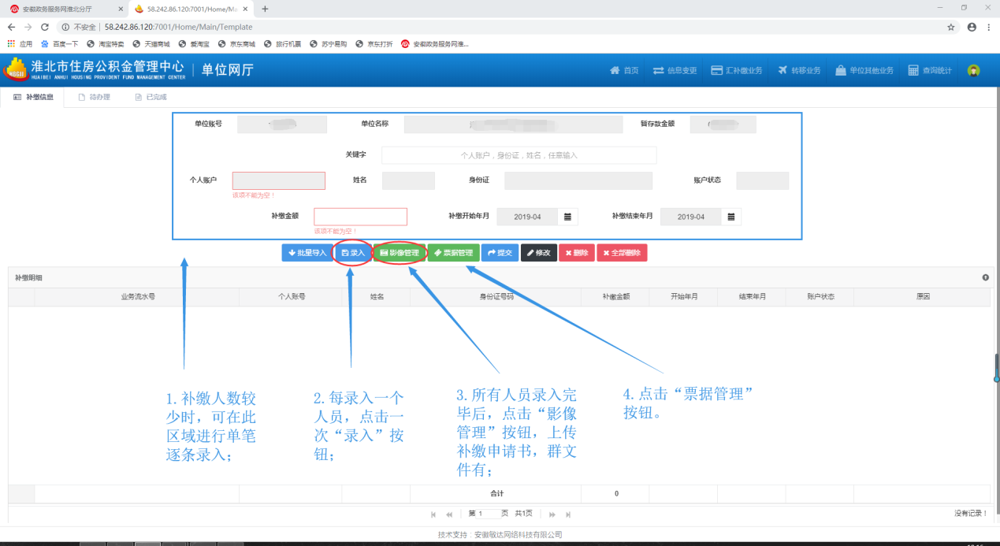 安徽政务服务网淮北分厅
58.242.86.120:7001/Home/Ma
不安全 58.242.86.120:7001/Home/Main/Template
应用 百度一下 淘宝特卖 天猫商城 爱淘宝 京东商城 旅行机票 苏宁易购 京东打折 安徽政务服务网淮...
淮北市住房公积金管理中心 单位网厅
HUAIBEI ANHUI HOUSING PROVIDENT FUND MANAGEMENT CENTER
首页 信息变更 汇补缴业务 转移业务 单位其他业务 查询统计
补缴信息 待办理 已完成
单位账号 单位名称 暂存款金额
关键字 个人账户，身份证，姓名，任意输入
个人账户 姓名 身份证 账户状态
该项不能为空！
补缴金额 补缴开始年月 2019-04 补缴结束年月 2019-04
该项不能为空！
批量导入 录入 影像管理 票据管理 提交 修改 删除 全部删除
补缴明细
业务流水号 个人账号 姓名 身份证号码 补缴金额 开始年月 结束年月 账户状态 原因
1.补缴人数较
少时，可在此
区域进行单笔
逐条录入；
2.每录入一个
人员，点击一
次“录入”按
钮；
3.所有人员录入完
毕后，点击“影像
管理”按钮，上传
补缴申请书，群文
件有；
4.点击“票据管理”
按钮。
合计 0
第 1 页 共1页 没有记录！
技术支持：安徽敏达网络科技有限公司